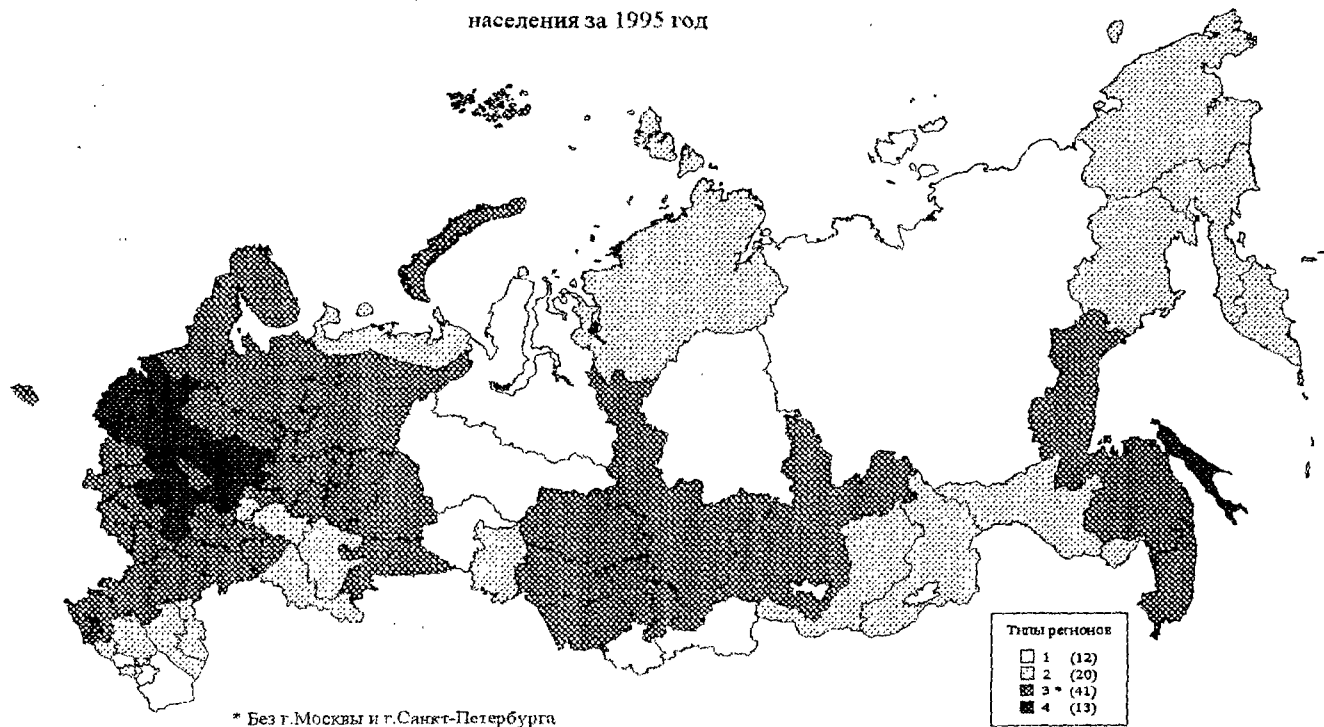 населения за 1995 год
Типы регионов
1 (12)
2 (20)
3 * (41)
4 (13)
* Без г.Москвы и г.Санкт-Петербурга